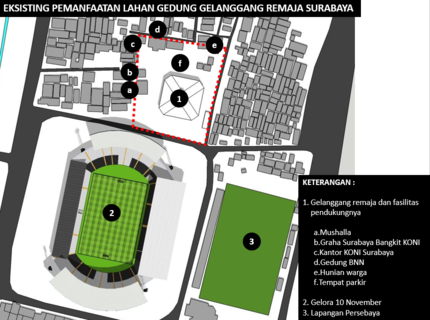 EKSISTING PEMANFAATAN LAHAN GEDUNG GELANGGANG REMAJA SURABAYA
d
c
e
f
b
a
1
2
3
KETERANGAN :
1. Gelanggang remaja dan fasilitas
pendukungnya
a.Mushalla
b.Graha Surabaya Bangkit KONI
c.Kantor KONI Surabaya
d.Gedung BNN
e.Hunian warga
f.Tempat parkir
2. Gelora 10 November
3. Lapangan Persebaya